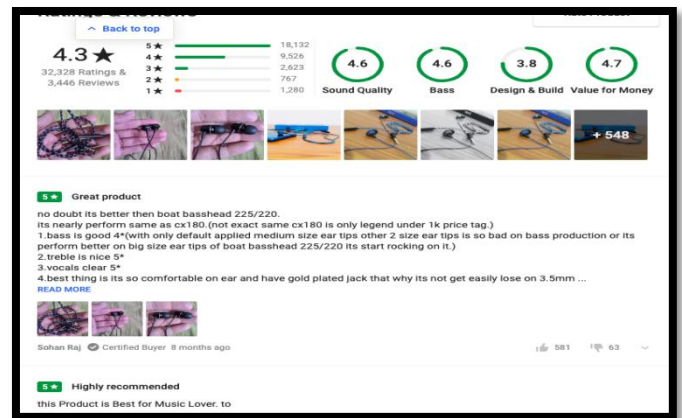 Back to top
4.3★
32,328 Ratings &
3,446 Reviews
5★ 18,132
4★ 9,526
3★ 2,623
2★ 767
1★ 1,280
4.6 4.6 3.8 4.7
Sound Quality Bass Design & Build Value for Money
+ 548
5★ Great product
no doubt its better then boat basshead 225/220.
its nearly perform same as cx180.(not exact same cx180 is only legend under 1k price tag.)
1.bass is good 4*(with only default applied medium size ear tips other 2 size ear tips is so bad on bass production or its
perform better on big size ear tips of boat basshead 225/220 its start rocking on it.)
2.treble is nice 5*
3.vocals clear 5*
4.best thing is its so comfortable on ear and have gold plated jack that why its not get easily lose on 3.5mm ...
READ MORE
Sohan Raj Certified Buyer 8 months ago 581 63
5★ Highly recommended
this Product is Best for Music Lover. to